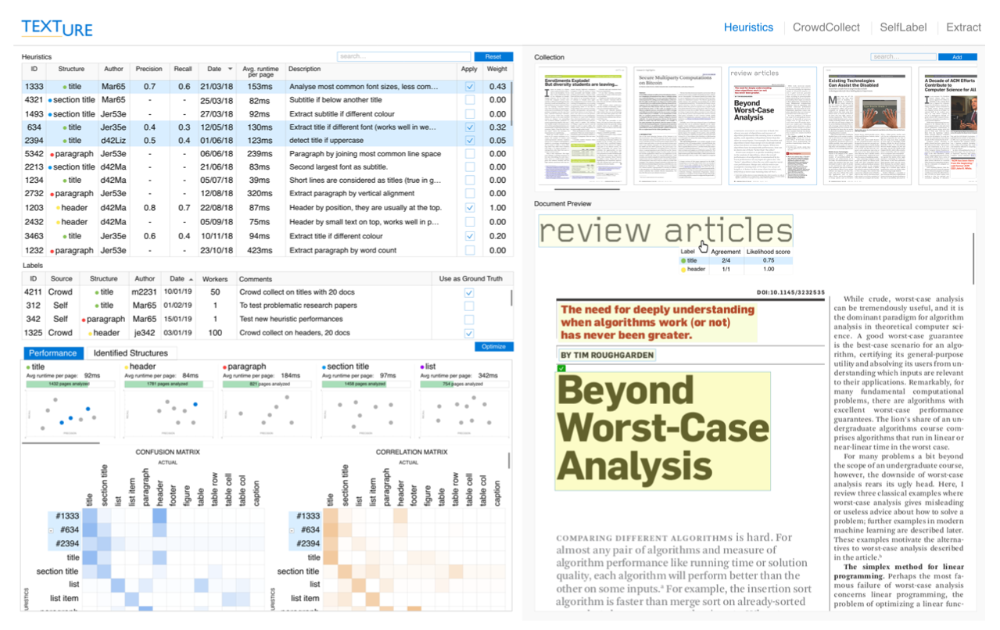 TEXTURE
Heuristics CrowdCollect SelfLabel Extract
Heuristics search... Reset
ID Structure Author Precision Recall Date Avg. runtime per page Description Apply Weight
1333 title Mar65 0.7 0.6 21/03/18 153ms Analyse most common font sizes, less com... 0.43
4321 section title Mar65 - - 25/03/18 82ms Subtitle if below another title 0.00
1493 section title Jer53e - - 27/03/18 92ms Extract subtitle if different colour 0.00
634 title Jer35e 0.4 0.3 12/05/18 130ms Extract title if different font (works well in we... 0.32
2394 title d42Liz 0.5 0.4 01/06/18 123ms detect title if uppercase 0.05
5342 paragraph Jer53e - - 06/06/18 239ms Paragraph by joining most common line space 0.00
2213 section title d42Ma - - 21/06/18 83ms Second largest font as subtitle. 0.00
1234 title d42Ma - - 05/07/18 39ms Short lines are considered as titles (true in g... 0.00
2732 paragraph Jer53e - - 12/08/18 320ms Extract paragraph by vertical alignment 0.00
1203 header d42Ma 0.8 0.7 22/08/18 87ms Header by position, they are usually at the top. 1.00
2432 header d42Ma - - 05/09/18 75ms Header by small text on top, works well in p... 0.00
3463 title Jer35e 0.6 0.4 10/11/18 94ms Extract title if different colour 0.20
1232 paragraph Jer53e - - 23/10/18 423ms Extract paragraph by word count 0.00
Labels
ID Source Structure Author Date Workers Comments Use as Ground Truth
4211 Crowd title m2231 10/01/19 50 Crowd collect on titles with 20 docs
312 Self title Mar65 01/02/19 1 To test problematic research papers
342 Self paragraph Mar65 15/01/19 1 Test new heuristic performances
1325 Crowd header je342 03/01/19 100 Crowd collect on headers, 20 docs
Performance Identified Structures Optimize
title header paragraph section title list
Avg runtime per page: 92ms Avg runtime per page: 84ms Avg runtime per page: 184ms Avg runtime per page: 97ms Avg runtime per page: 342ms
1432 pages analyzed 1781 pages analyzed 821 pages analyzed 1498 pages analyzed 754 pages analyzed
CONFUSION MATRIX
ACTUAL
title section title list list item paragraph header footer figure table table row table cell table col caption
#1333
#634
#2394
title
section title
list
list item
CORRELATION MATRIX
ACTUAL
title section title list list item paragraph header footer figure table table row table cell table col caption
#1333
#634
#2394
title
section title
list
list item
Collection search... Add
Enrollments Explode!
But diversity students are leaving...
Secure Multiparty Computations
on Bitcoin
review articles
Beyond
Worst-Case
Analysis
Existing Technologies
Can Assist the Disabled
A Decade of ACM Efforts
Contribute to
Computer Science for All
Document Preview
review articles
Label Agreement Likelihood score
title 2/4 0.75
header 1/1 1.00
DOI:10.1145/3232535
The need for deeply understanding
when algorithms work (or not)
has never been greater.
BY TIM ROUGHGARDEN
Beyond
Worst-Case
Analysis
COMPARING DIFFERENT ALGORITHMS is hard. For
almost any pair of algorithms and measure of
algorithm performance like running time or solution
quality, each algorithm will perform better than the
other on some inputs.ᵃ For example, the insertion sort
algorithm is faster than merge sort on already-sorted
While crude, worst-case analysis
can be tremendously useful, and it is
the dominant paradigm for algorithm
analysis in theoretical computer sci-
ence. A good worst-case guarantee
is the best-case scenario for an algo-
rithm, certifying its general-purpose
utility and absolving its users from un-
derstanding which inputs are relevant
to their applications. Remarkably, for
many fundamental computational
problems, there are algorithms with
excellent worst-case performance
guarantees. The lion's share of an un-
dergraduate algorithms course com-
prises algorithms that run in linear or
near-linear time in the worst case.
For many problems a bit beyond
the scope of an undergraduate course,
however, the downside of worst-case
analysis rears its ugly head. Here, I
review three classical examples where
worst-case analysis gives misleading
or useless advice about how to solve a
problem; further examples in modern
machine learning are described later.
These examples motivate the alterna-
tives to worst-case analysis described
in the article.ᵇ
The simplex method for linear
programming. Perhaps the most fa-
mous failure of worst-case analysis
concerns linear programming, the
problem of optimizing a linear func-